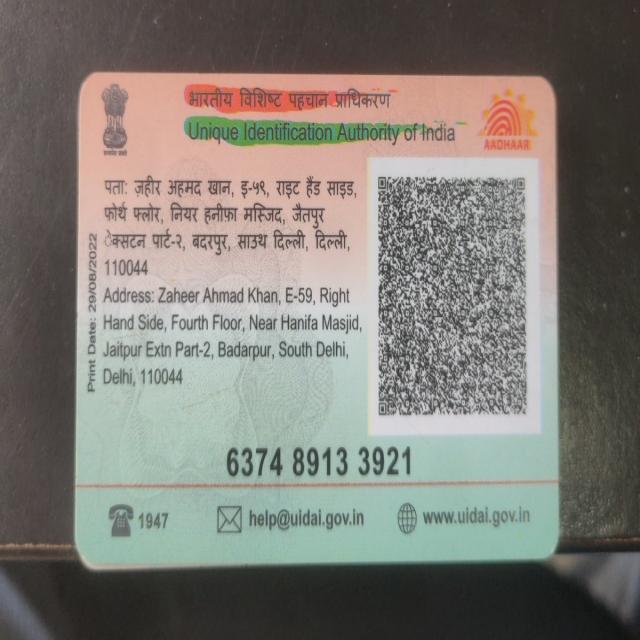 भारतीय विशिष्ट पहचान प्राधिकरण
Unique Identification Authority of India
AADHAAR
पता: ज़हीर अहमद खान, इ-५९, राइट हैंड साइड,
फोर्थ फ्लोर, नियर हनीफ़ा मस्जिद, जैतपुर
ेक्सटन पार्ट-२, बदरपुर, साउथ दिल्ली, दिल्ली,
110044
Address: Zaheer Ahmad Khan, E-59, Right
Hand Side, Fourth Floor, Near Hanifa Masjid,
Jaitpur Extn Part-2, Badarpur, South Delhi,
Delhi, 110044
Print Date: 29/08/2022
6374 8913 3921
1947
help@uidai.gov.in
www.uidai.gov.in